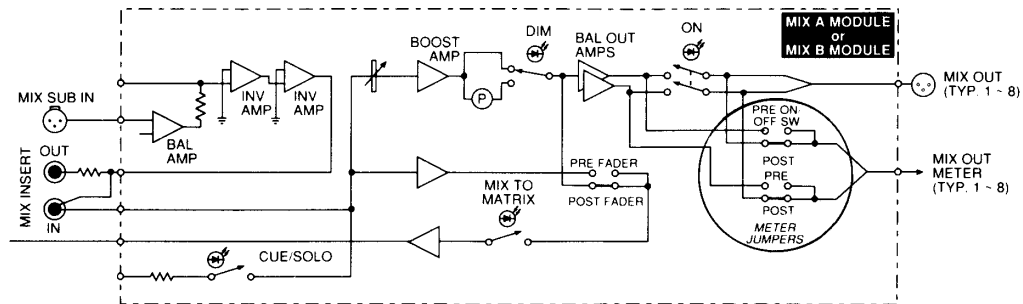 MIX A MODULE
or
MIX B MODULE
DIM
ON
BOOST
AMP
BAL OUT
AMPS
P
MIX SUB IN
INV
AMP
INV
AMP
BAL
AMP
MIX OUT
(TYP. 1 ~ 8)
PRE ON-
OFF SW
POST
PRE
POST
METER
JUMPERS
MIX OUT
METER
(TYP. 1 ~ 8)
MIX INSERT
OUT
IN
PRE FADER
POST FADER
MIX TO
MATRIX
CUE/SOLO